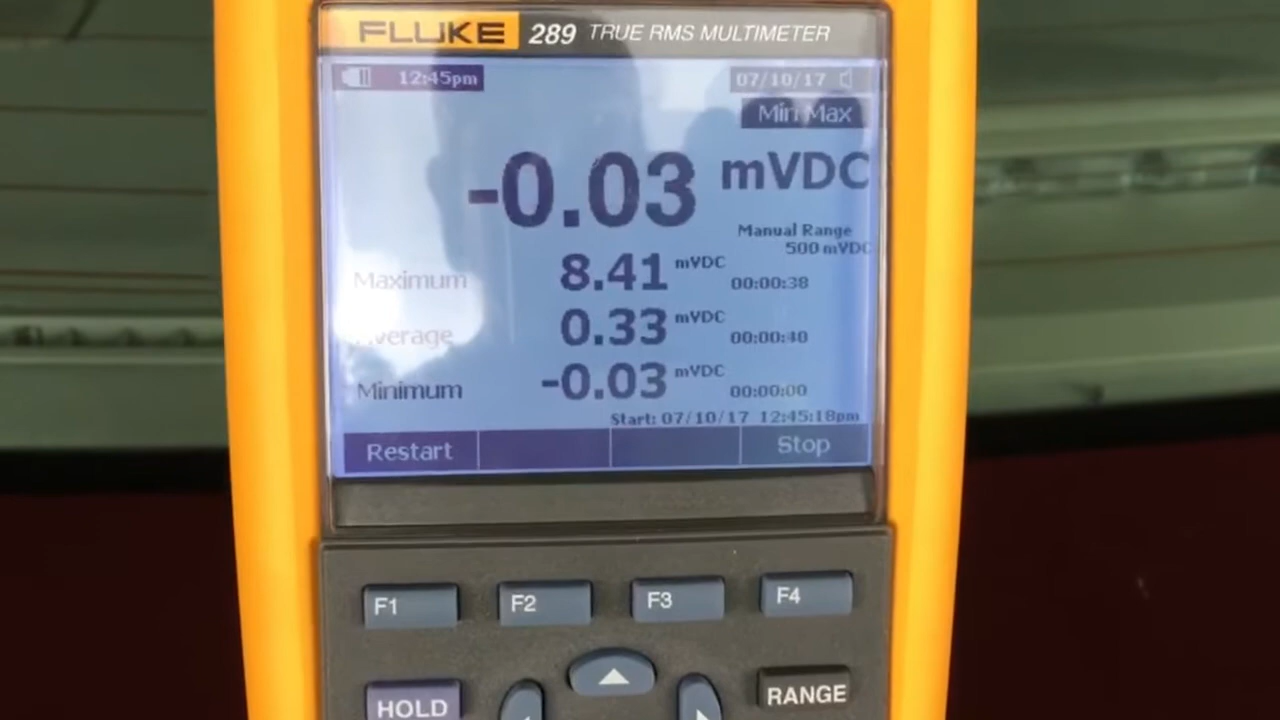 FLUKE 289 TRUE RMS MULTIMETER
12:45pm 07/10/17
Min Max
-0.03 mVDC
Manual Range
500 mVDC
Maximum 8.41 mVDC 00:00:38
Average 0.33 mVDC 00:00:40
Minimum -0.03 mVDC 00:00:00
Start: 07/10/17 12:45:18pm
Restart Stop
F1 F2 F3 F4
HOLD RANGE